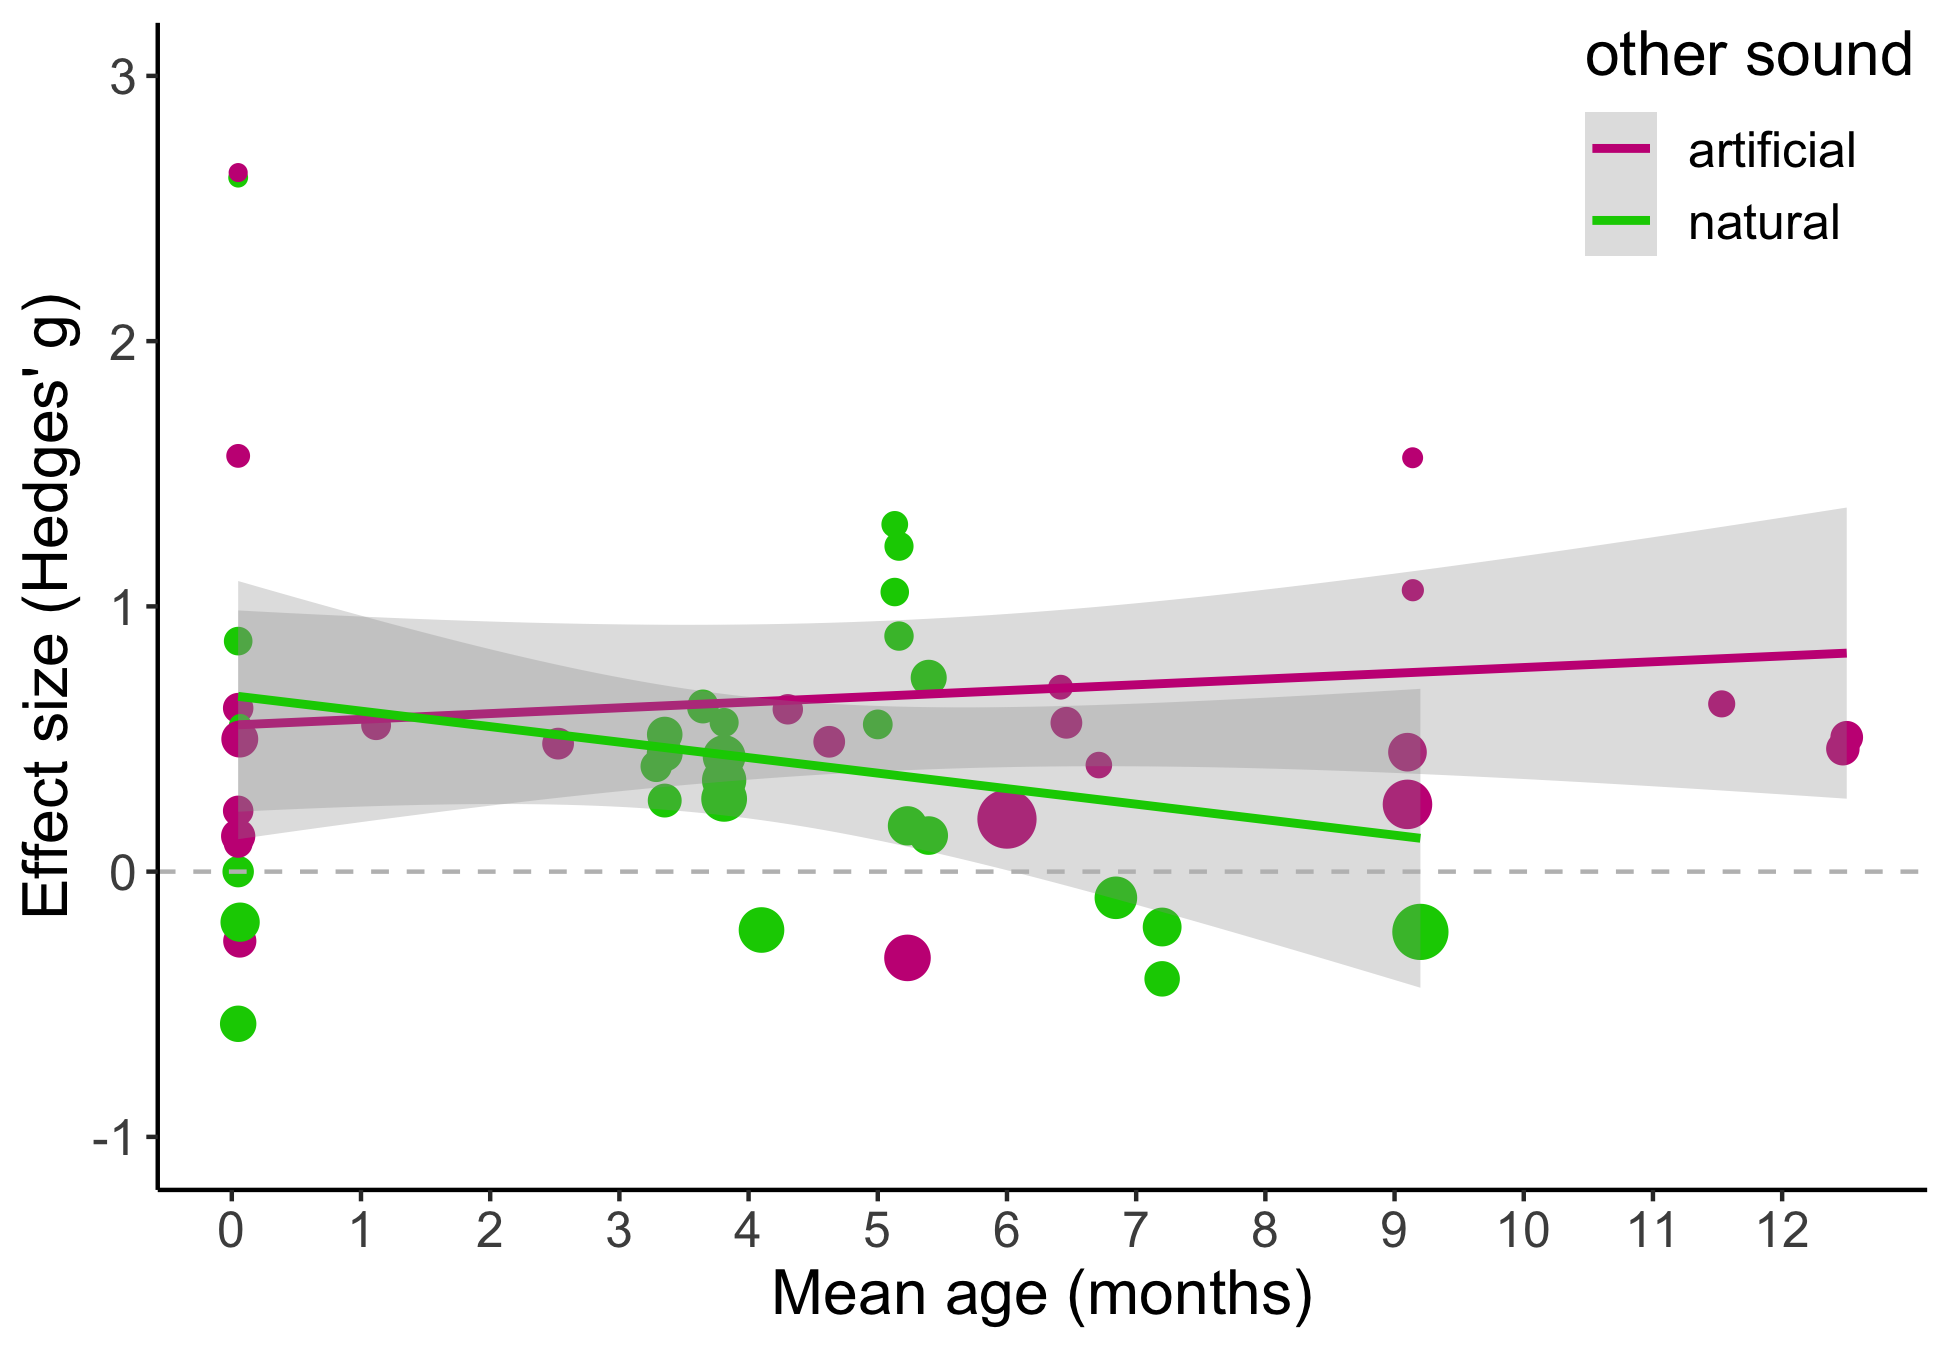 other sound
artificial
natural
Effect size (Hedges' g)
3
2
1
0
-1
0 1 2 3 4 5 6 7 8 9 10 11 12
Mean age (months)